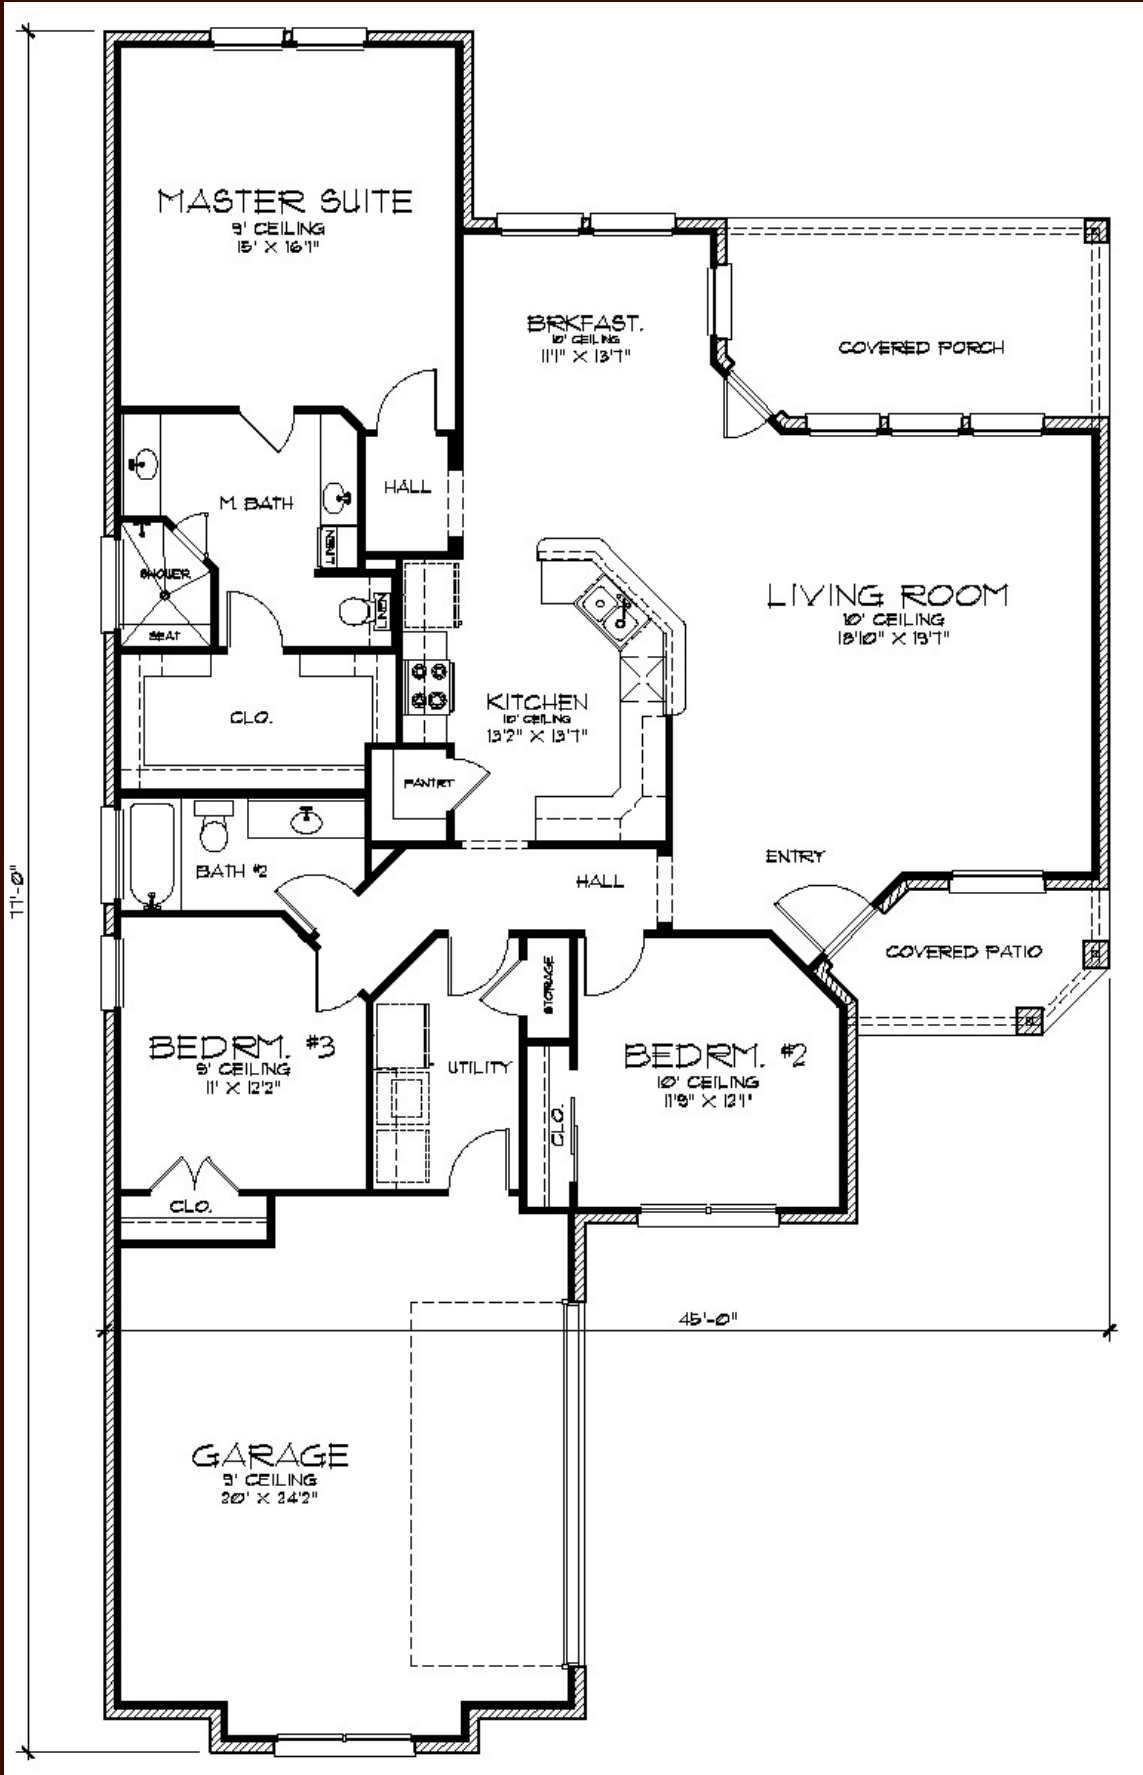 MASTER SUITE
9' CEILING
15' X 16'1"
BRKFAST.
10' CEILING
11'1" X 13'7"
COVERED PORCH
HALL
M. BATH
LINEN
SHOWER
SEAT
LINEN
LIVING ROOM
10' CEILING
18'10" X 19'7"
KITCHEN
10' CEILING
13'2" X 13'7"
CLO.
PANTRY
BATH #2
HALL
ENTRY
77'-0"
COVERED PATIO
STORAGE
BEDRM. #3
9' CEILING
11' X 12'2"
UTILITY
BEDRM. #2
10' CEILING
11'8" X 12'1"
CLO.
CLO.
45'-0"
GARAGE
9' CEILING
20' X 24'2"